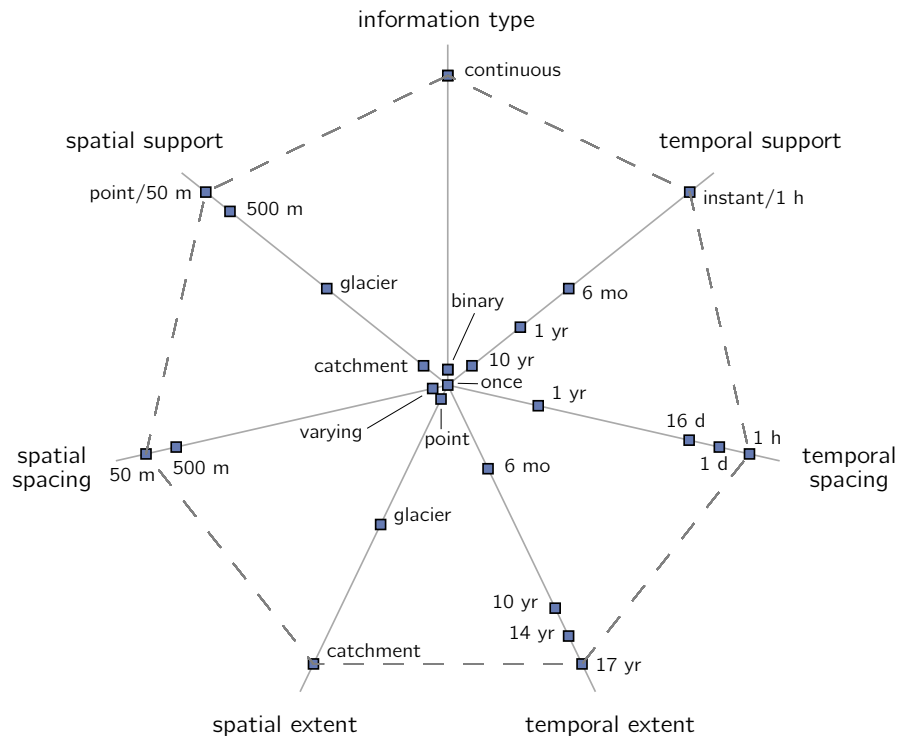 information type
continuous
spatial support
temporal support
point/50 m
instant/1 h
500 m
glacier
6 mo
binary
1 yr
catchment
10 yr
once
1 yr
varying
point
16 d
1 h
spatial
spacing
50 m
500 m
6 mo
1 d
temporal
spacing
glacier
10 yr
14 yr
catchment
17 yr
spatial extent
temporal extent